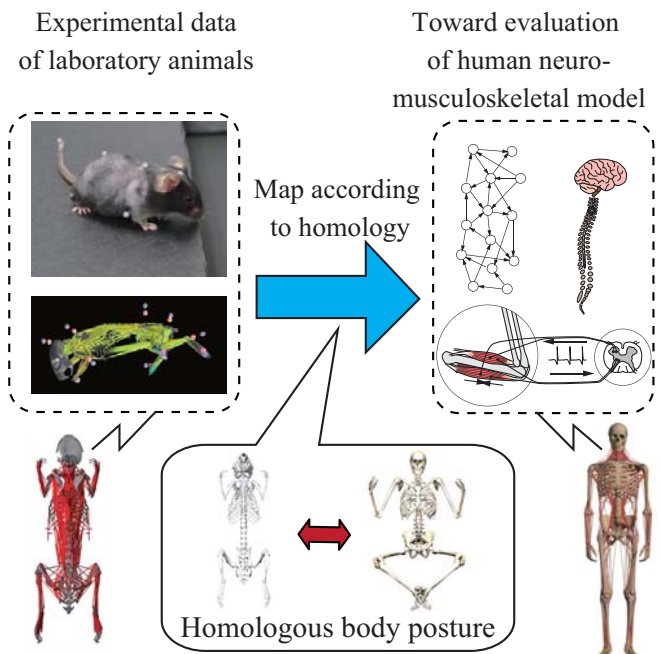 Experimental data
of laboratory animals
Toward evaluation
of human neuro-
musculoskeletal model
Map according
to homology
Homologous body posture